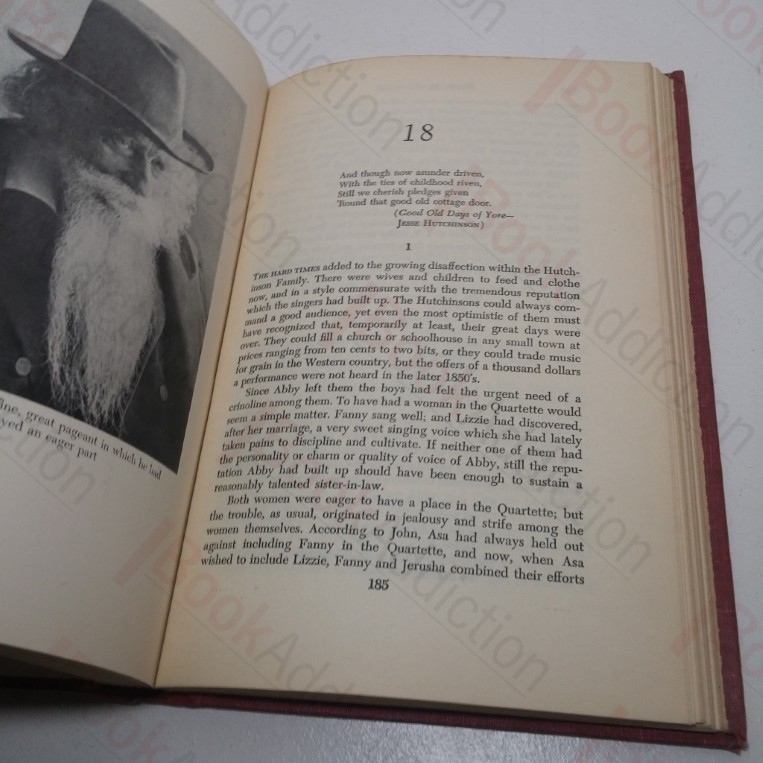 fine, great pageant in which he had
yed an eager part
18
And though now asunder driven,
With the ties of childhood riven,
Still we cherish pledges given
'Round that good old cottage door.
(Good Old Days of Yore—
JESSE HUTCHINSON)
1
THE HARD TIMES added to the growing disaffection within the Hutch-
inson Family. There were wives and children to feed and clothe
now, and in a style commensurate with the tremendous reputation
which the singers had built up. The Hutchinsons could always com-
mand a good audience, yet even the most optimistic of them must
have recognized that, temporarily at least, their great days were
over. They could fill a church or schoolhouse in any small town at
prices ranging from ten cents to two bits, or they could trade music
for grain in the Western country, but the offers of a thousand dollars
a performance were not heard in the later 1850's.
Since Abby left them the boys had felt the urgent need of a
crinoline among them. To have had a woman in the Quartette would
seem a simple matter. Fanny sang well; and Lizzie had discovered,
after her marriage, a very sweet singing voice which she had lately
taken pains to discipline and cultivate. If neither one of them had
the personality or charm or quality of voice of Abby, still the repu-
tation Abby had built up should have been enough to sustain a
reasonably talented sister-in-law.
Both women were eager to have a place in the Quartette; but
the trouble, as usual, originated in jealousy and strife among the
women themselves. According to John, Asa had always held out
against including Fanny in the Quartette, and now, when Asa
wished to include Lizzie, Fanny and Jerusha combined their efforts
185
BookAddiction